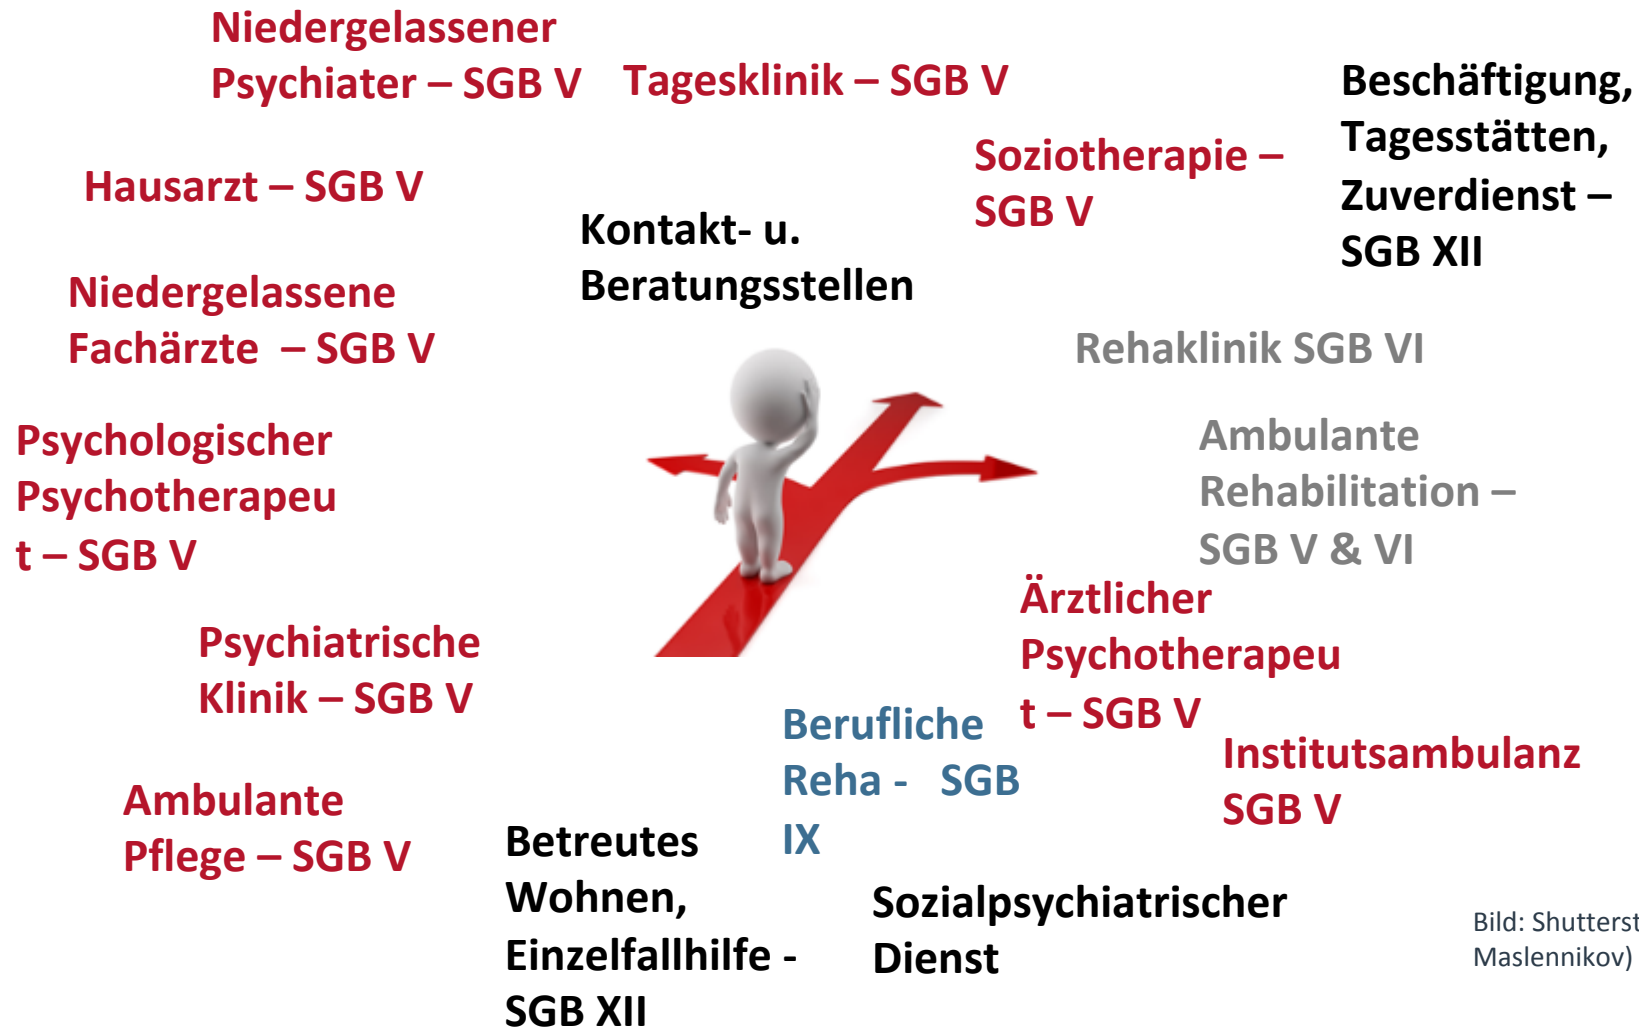 Niedergelassener
Psychiater – SGB V
Tagesklinik – SGB V
Beschäftigung,
Tagesstätten,
Zuverdienst –
SGB XII
Soziotherapie –
SGB V
Hausarzt – SGB V
Kontakt- u.
Beratungsstellen
Niedergelassene
Fachärzte  – SGB V
Rehaklinik SGB VI
Psychologischer
Psychotherapeu
t – SGB V
Ambulante
Rehabilitation –
SGB V & VI
Ärztlicher
Psychotherapeu
t – SGB V
Psychiatrische
Klinik – SGB V
Berufliche
Reha -   SGB
IX
Institutsambulanz
SGB V
Ambulante
Pflege – SGB V
Betreutes
Wohnen,
Einzelfallhilfe -
SGB XII
Sozialpsychiatrischer
Dienst
Bild: Shutterst
Maslennikov)